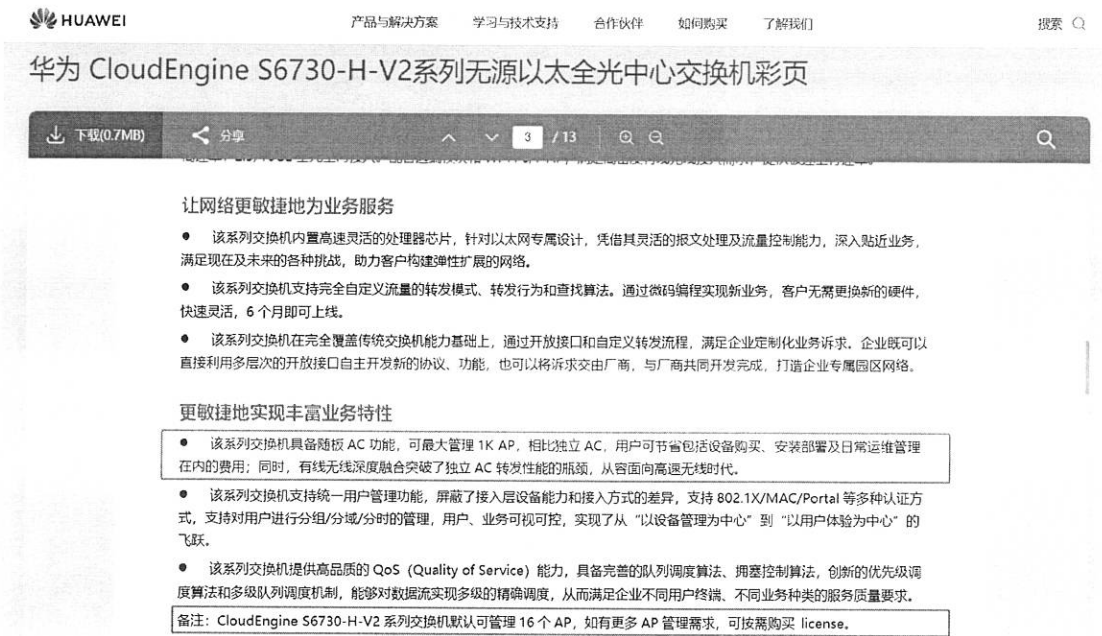 HUAWEI 产品与解决方案 学习与技术支持 合作伙伴 如何购买 了解我们 搜索
华为 CloudEngine S6730-H-V2系列无源以太全光中心交换机彩页
下载(0.7MB) 分享 3 / 13
让网络更敏捷地为业务服务
● 该系列交换机内置高速灵活的处理器芯片，针对以太网专属设计，凭借其灵活的报文处理及流量控制能力，深入贴近业务，
满足现在及未来的各种挑战，助力客户构建弹性扩展的网络。
● 该系列交换机支持完全自定义流量的转发模式、转发行为和查找算法。通过微码编程实现新业务，客户无需更换新的硬件，
快速灵活，6 个月即可上线。
● 该系列交换机在完全覆盖传统交换机能力基础上，通过开放接口和自定义转发流程，满足企业定制化业务诉求。企业既可以
直接利用多层次的开放接口自主开发新的协议、功能，也可以将诉求交由厂商，与厂商共同开发完成，打造企业专属园区网络。
更敏捷地实现丰富业务特性
● 该系列交换机具备随板 AC 功能，可最大管理 1K AP，相比独立 AC，用户可节省包括设备购买、安装部署及日常运维管理
在内的费用；同时，有线无线深度融合突破了独立 AC 转发性能的瓶颈，从容面向高速无线时代。
● 该系列交换机支持统一用户管理功能，屏蔽了接入层设备能力和接入方式的差异，支持 802.1X/MAC/Portal 等多种认证方
式，支持对用户进行分组/分域/分时的管理，用户、业务可视可控，实现了从“以设备管理为中心”到“以用户体验为中心”的
飞跃。
● 该系列交换机提供高品质的 QoS（Quality of Service）能力，具备完善的队列调度算法、拥塞控制算法，创新的优先级调
度算法和多级队列调度机制，能够对数据流实现多级的精确调度，从而满足企业不同用户终端、不同业务种类的服务质量要求。
备注：CloudEngine S6730-H-V2 系列交换机默认可管理 16 个 AP，如有更多 AP 管理需求，可按需购买 license。